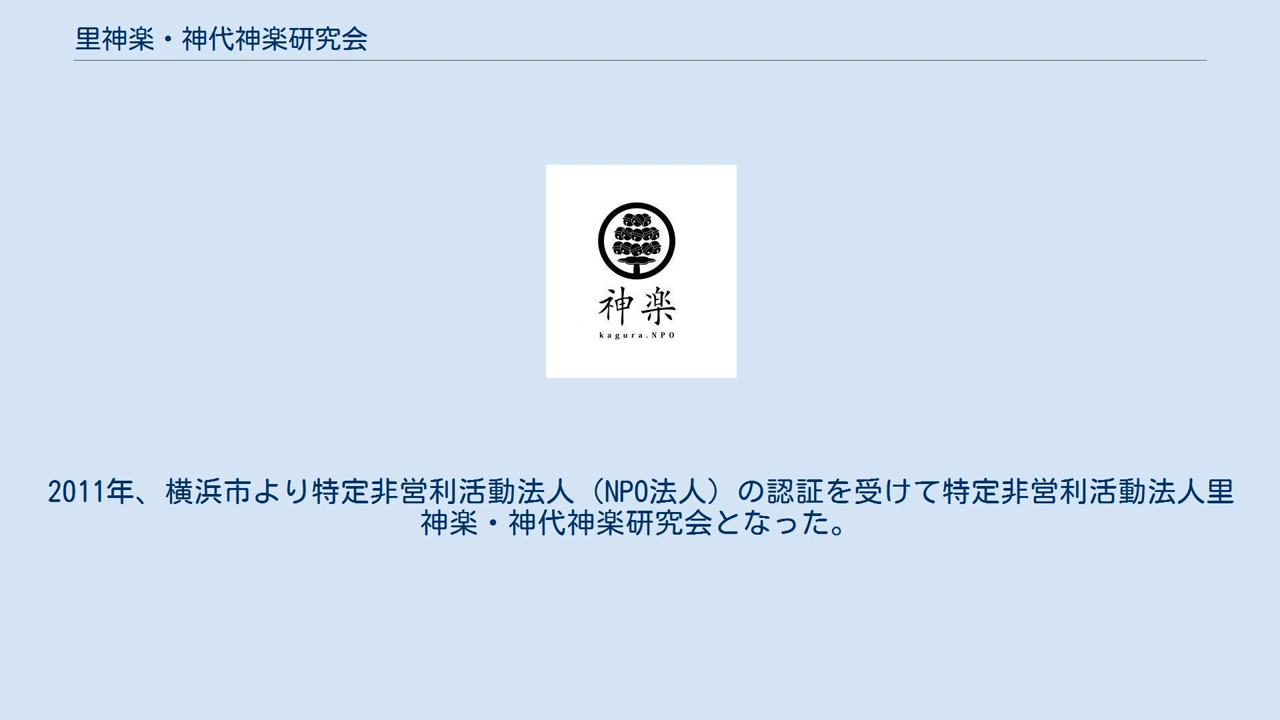 里神楽・神代神楽研究会
神楽
kagura.NPO
2011年、横浜市より特定非営利活動法人（NPO法人）の認証を受けて特定非営利活動法人里
神楽・神代神楽研究会となった。